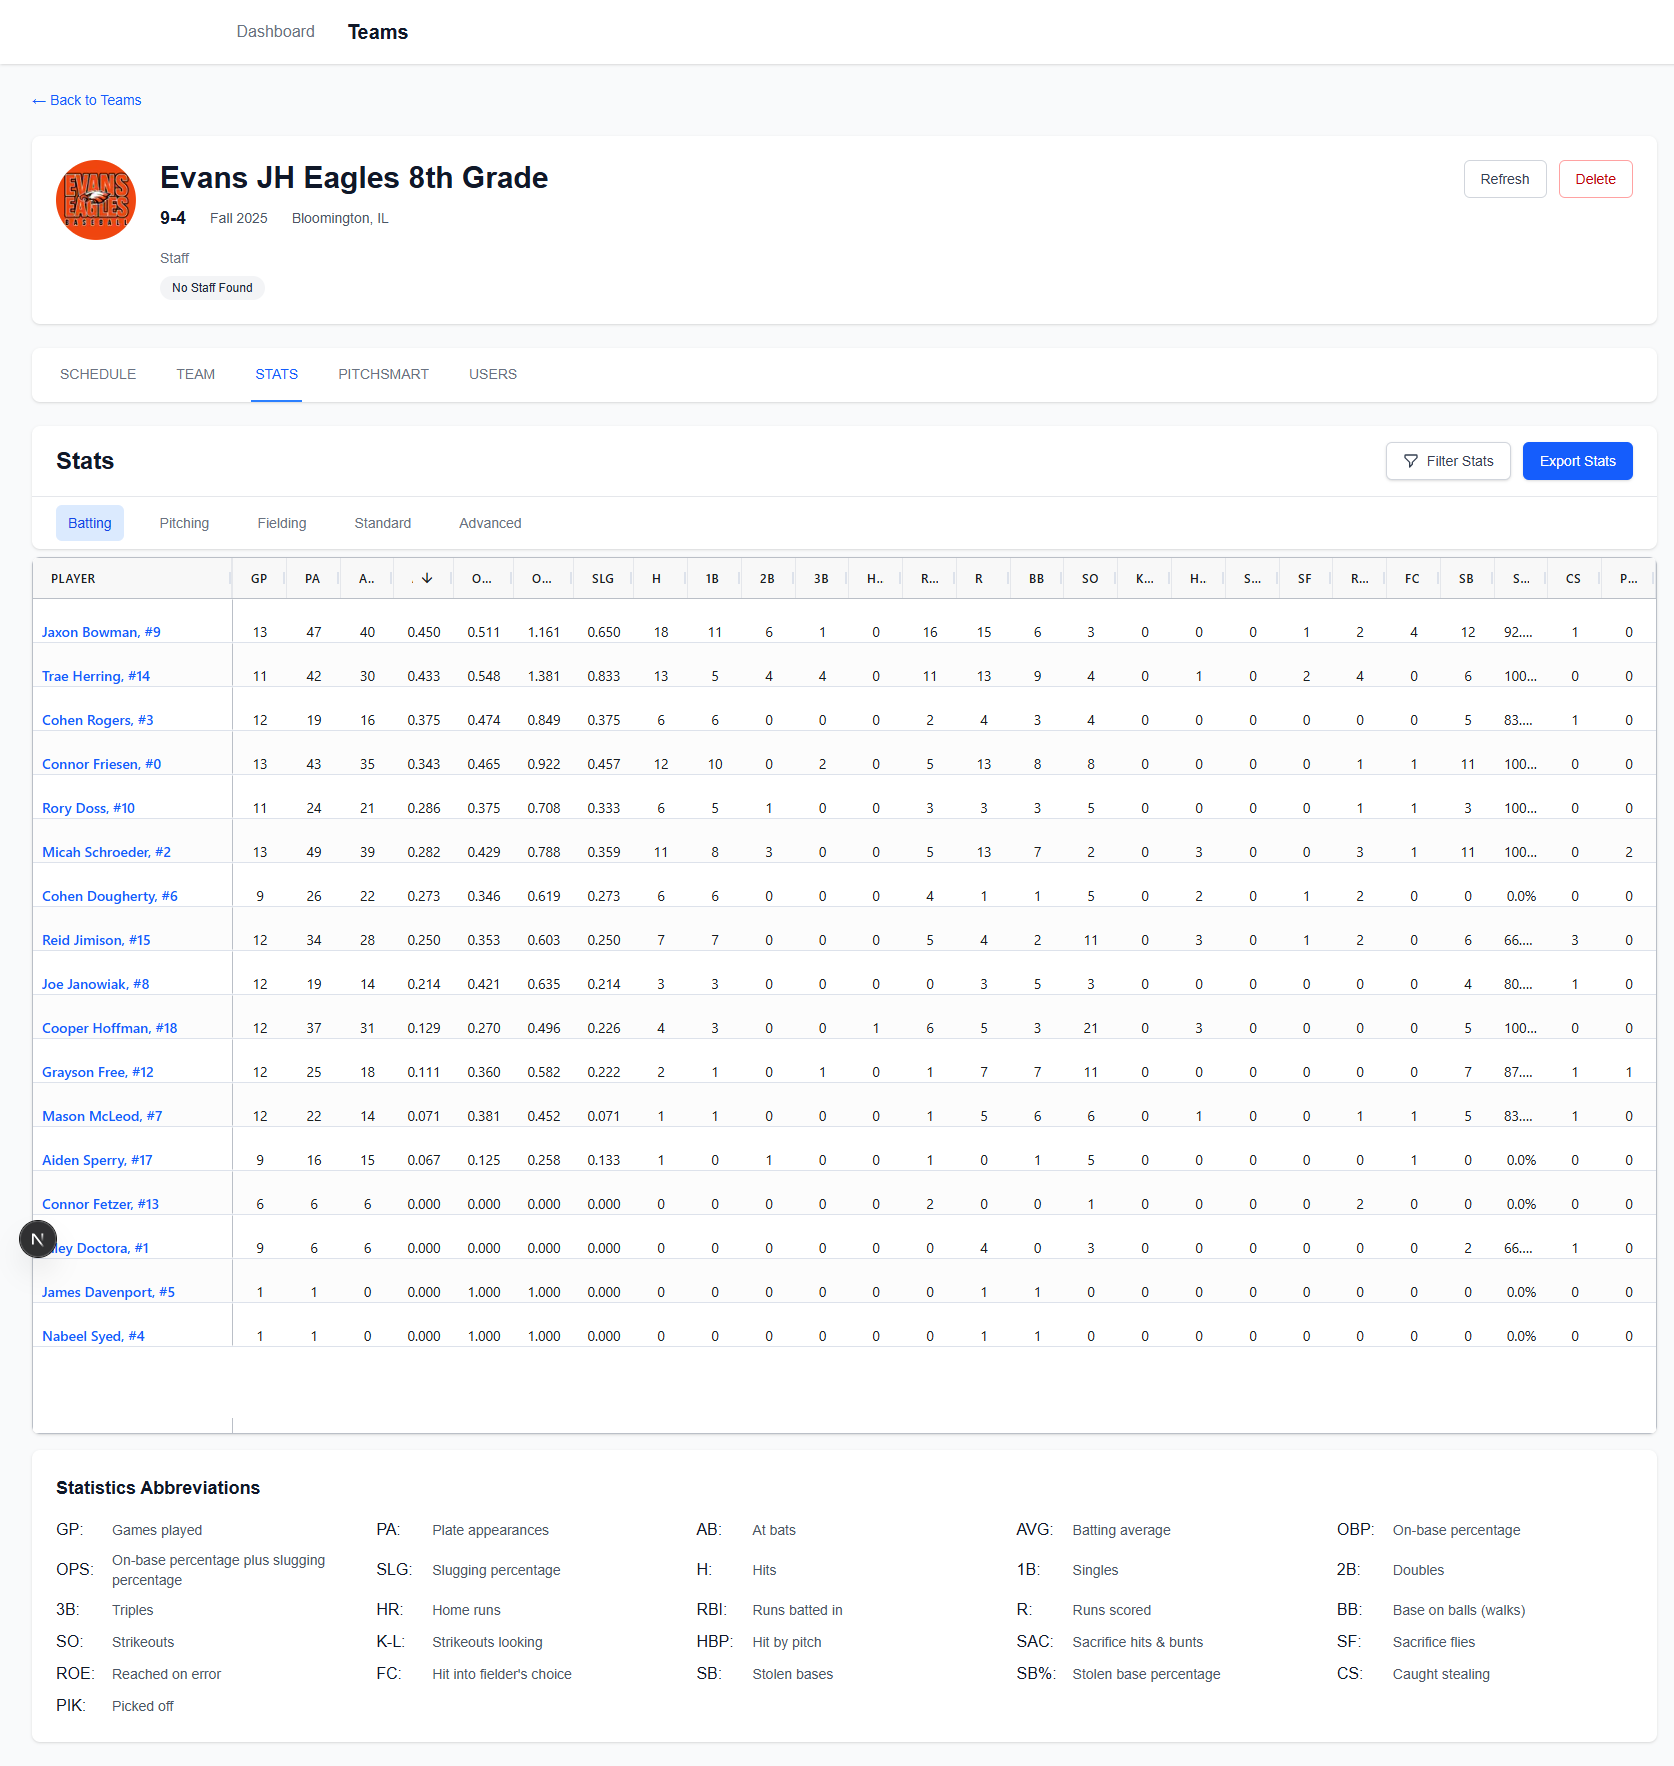 Dashboard Teams
← Back to Teams
EVANS
EAGLES
BASEBALL
Evans JH Eagles 8th Grade
Refresh Delete
9-4 Fall 2025 Bloomington, IL
Staff
No Staff Found
SCHEDULE TEAM STATS PITCHSMART USERS
Stats
Filter Stats Export Stats
Batting Pitching Fielding Standard Advanced
PLAYER GP PA A.. . O... O... SLG H 1B 2B 3B H.. R... R BB SO K... H.. S... SF R... FC SB S... CS P...
Jaxon Bowman, #9 13 47 40 0.450 0.511 1.161 0.650 18 11 6 1 0 16 15 6 3 0 0 0 1 2 4 12 92.... 1 0
Trae Herring, #14 11 42 30 0.433 0.548 1.381 0.833 13 5 4 4 0 11 13 9 4 0 1 0 2 4 0 6 100... 0 0
Cohen Rogers, #3 12 19 16 0.375 0.474 0.849 0.375 6 6 0 0 0 2 4 3 4 0 0 0 0 0 0 5 83.... 1 0
Connor Friesen, #0 13 43 35 0.343 0.465 0.922 0.457 12 10 0 2 0 5 13 8 8 0 0 0 0 1 1 11 100... 0 0
Rory Doss, #10 11 24 21 0.286 0.375 0.708 0.333 6 5 1 0 0 3 3 3 5 0 0 0 0 1 1 3 100... 0 0
Micah Schroeder, #2 13 49 39 0.282 0.429 0.788 0.359 11 8 3 0 0 5 13 7 2 0 3 0 0 3 1 11 100... 0 2
Cohen Dougherty, #6 9 26 22 0.273 0.346 0.619 0.273 6 6 0 0 0 4 1 1 5 0 2 0 1 2 0 0 0.0% 0 0
Reid Jimison, #15 12 34 28 0.250 0.353 0.603 0.250 7 7 0 0 0 5 4 2 11 0 3 0 1 2 0 6 66.... 3 0
Joe Janowiak, #8 12 19 14 0.214 0.421 0.635 0.214 3 3 0 0 0 0 3 5 3 0 0 0 0 0 0 4 80.... 1 0
Cooper Hoffman, #18 12 37 31 0.129 0.270 0.496 0.226 4 3 0 0 1 6 5 3 21 0 3 0 0 0 0 5 100... 0 0
Grayson Free, #12 12 25 18 0.111 0.360 0.582 0.222 2 1 0 1 0 1 7 7 11 0 0 0 0 0 0 7 87.... 1 1
Mason McLeod, #7 12 22 14 0.071 0.381 0.452 0.071 1 1 0 0 0 1 5 6 6 0 1 0 0 1 1 5 83.... 1 0
Aiden Sperry, #17 9 16 15 0.067 0.125 0.258 0.133 1 0 1 0 0 1 0 1 5 0 0 0 0 0 1 0 0.0% 0 0
Connor Fetzer, #13 6 6 6 0.000 0.000 0.000 0.000 0 0 0 0 0 2 0 0 1 0 0 0 0 2 0 0 0.0% 0 0
N ley Doctora, #1 9 6 6 0.000 0.000 0.000 0.000 0 0 0 0 0 0 4 0 3 0 0 0 0 0 0 2 66.... 1 0
James Davenport, #5 1 1 0 0.000 1.000 1.000 0.000 0 0 0 0 0 0 1 1 0 0 0 0 0 0 0 0 0.0% 0 0
Nabeel Syed, #4 1 1 0 0.000 1.000 1.000 0.000 0 0 0 0 0 0 1 1 0 0 0 0 0 0 0 0 0.0% 0 0
Statistics Abbreviations
GP: Games played PA: Plate appearances AB: At bats AVG: Batting average OBP: On-base percentage
OPS: On-base percentage plus slugging percentage SLG: Slugging percentage H: Hits 1B: Singles 2B: Doubles
3B: Triples HR: Home runs RBI: Runs batted in R: Runs scored BB: Base on balls (walks)
SO: Strikeouts K-L: Strikeouts looking HBP: Hit by pitch SAC: Sacrifice hits & bunts SF: Sacrifice flies
ROE: Reached on error FC: Hit into fielder's choice SB: Stolen bases SB%: Stolen base percentage CS: Caught stealing
PIK: Picked off